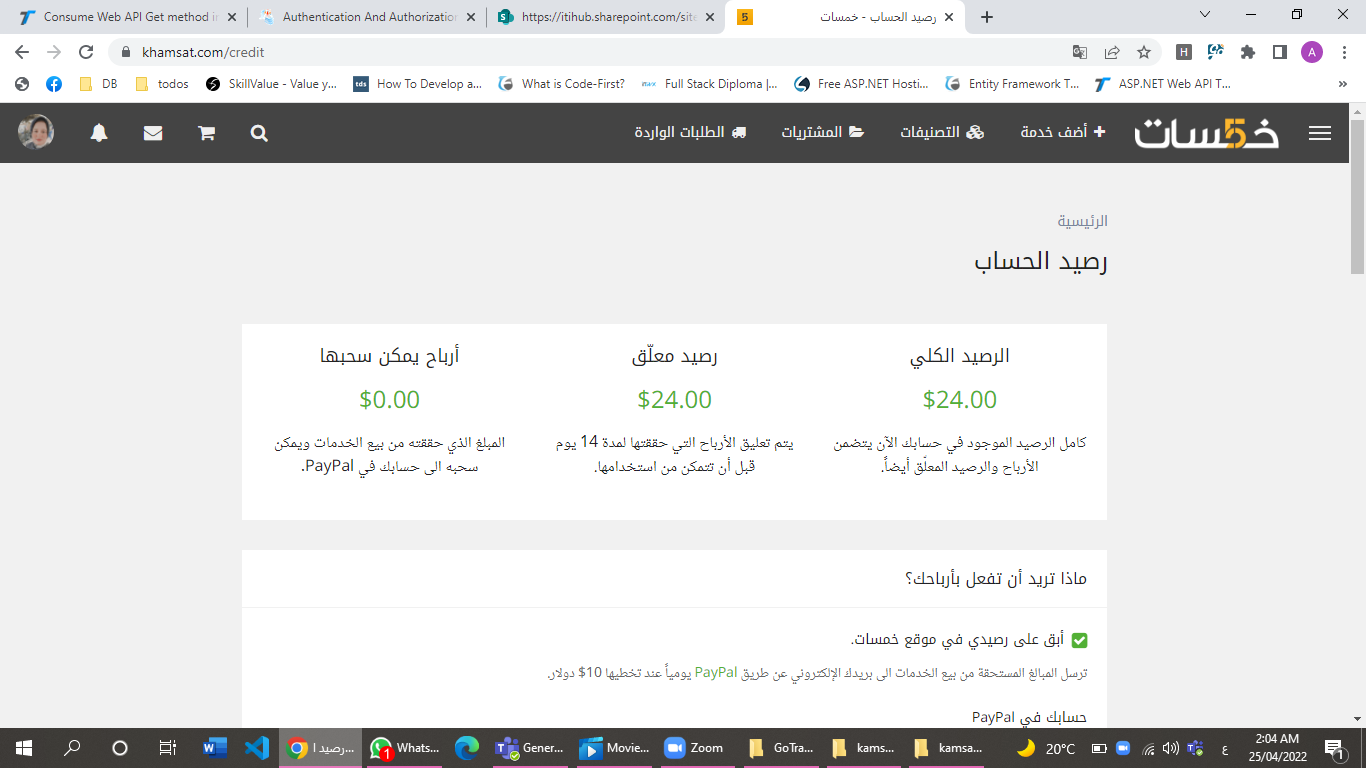 Consume Web API Get method in
Authentication And Authorization
https://itihub.sharepoint.com/site
رصيد الحساب - خمسات
khamsat.com/credit
DB
todos
SkillValue - Value y...
How To Develop a...
What is Code-First?
Full Stack Diploma |...
Free ASP.NET Hosti...
Entity Framework T...
ASP.NET Web API T...
خمسات
أضف خدمة
التصنيفات
المشتريات
الطلبات الواردة
الرئيسية
رصيد الحساب
الرصيد الكلي
$24.00
كامل الرصيد الموجود في حسابك الآن يتضمن
الأرباح والرصيد المعلّق أيضاً.
رصيد معلّق
$24.00
يتم تعليق الأرباح التي حققتها لمدة 14 يوم
قبل أن تتمكن من استخدامها.
أرباح يمكن سحبها
$0.00
المبلغ الذي حققته من بيع الخدمات ويمكن
سحبه الى حسابك في PayPal.
ماذا تريد أن تفعل بأرباحك؟
أبق على رصيدي في موقع خمسات.
ترسل المبالغ المستحقة من بيع الخدمات الى بريدك الإلكتروني عن طريق PayPal يومياً عند تخطيها 10$ دولار.
حسابك في PayPal
رصيد ا...
Whats...
Gener...
Movie...
Zoom
GoTra...
kams...
kamsa...
20°C
ع
2:04 AM
25/04/2022